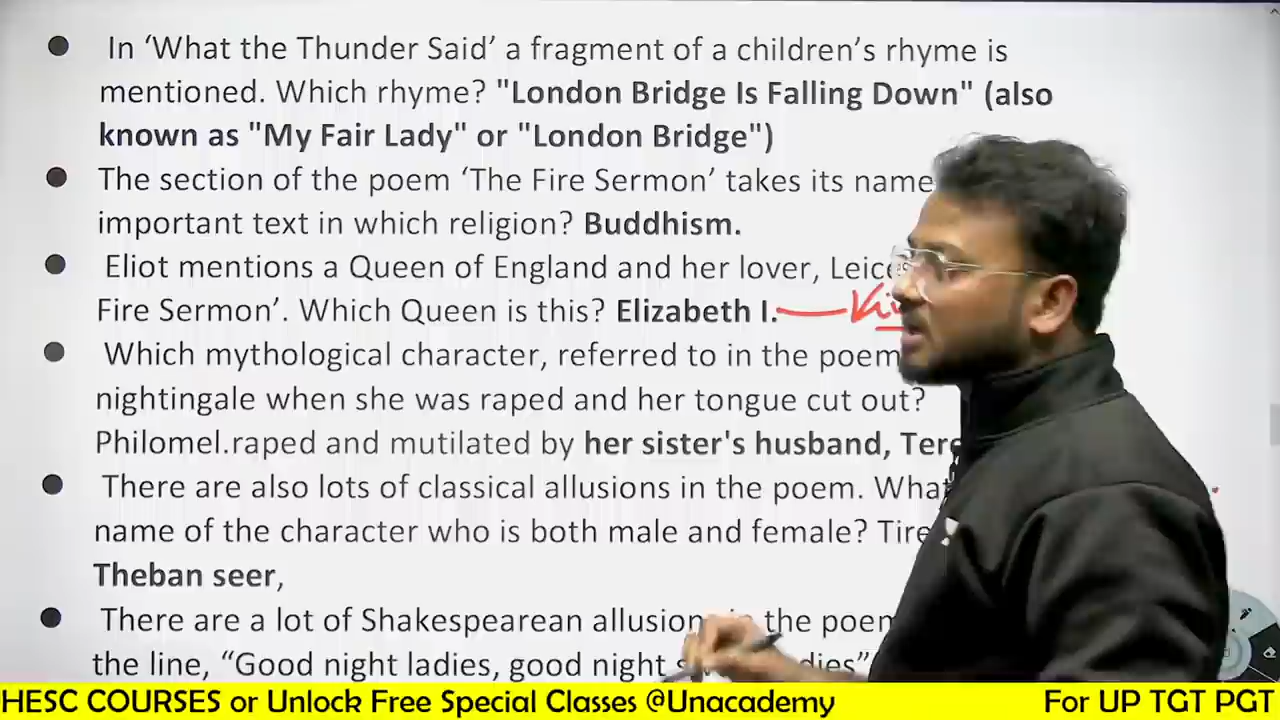 In ‘What the Thunder Said’ a fragment of a children’s rhyme is
mentioned. Which rhyme? "London Bridge Is Falling Down" (also
known as "My Fair Lady" or "London Bridge")
The section of the poem ‘The Fire Sermon’ takes its name
important text in which religion? Buddhism.
Eliot mentions a Queen of England and her lover,
Fire Sermon’. Which Queen is this? Elizabeth I.
Which mythological character, referred to in the poem
nightingale when she was raped and her tongue cut out?
Philomel.raped and mutilated by her sister's husband,
There are also lots of classical allusions in the poem.
name of the character who is both male and female?
Theban seer,
There are a lot of Shakespearean the poem
the line, “Good night ladies, good night
HESC COURSES or Unlock Free Special Classes @Unacademy For UP TGT PGT